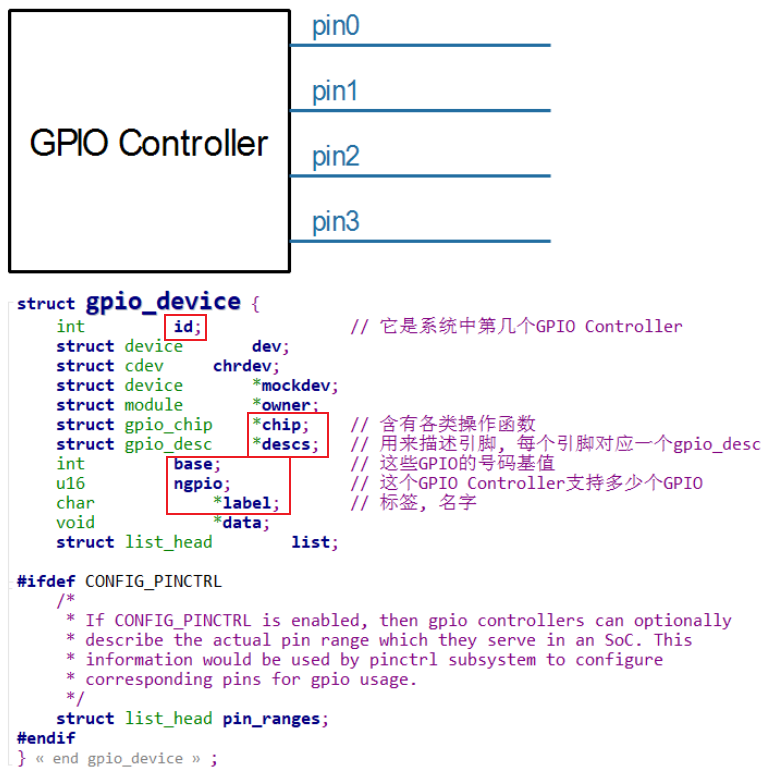 pin0
pin1
GPIO Controller
pin2
pin3
struct gpio_device {
int id; // 它是系统中第几个GPIO Controller
struct device dev;
struct cdev chrdev;
struct device *mockdev;
struct module *owner;
struct gpio_chip *chip; // 含有各类操作函数
struct gpio_desc *descs; // 用来描述引脚, 每个引脚对应一个gpio_desc
int base; // 这些GPIO的号码基值
u16 ngpio; // 这个GPIO Controller支持多少个GPIO
char *label; // 标签, 名字
void *data;
struct list_head list;
#ifdef CONFIG_PINCTRL
/*
* If CONFIG_PINCTRL is enabled, then gpio controllers can optionally
* describe the actual pin range which they serve in an SoC. This
* information would be used by pinctrl subsystem to configure
* corresponding pins for gpio usage.
*/
struct list_head pin_ranges;
#endif
} « end gpio_device » ;